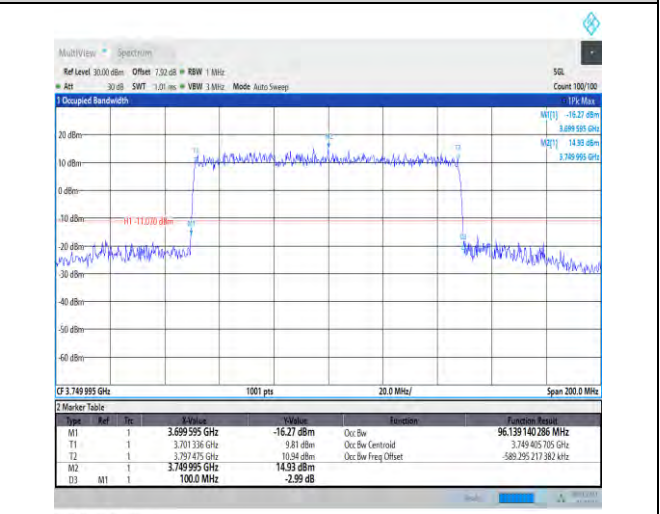 MultiView Spectrum
Ref Level 30.00 dBm Offset 7.92 dB RBW 1 MHz SGL
Att 30 dB SWT 1.01 ms VBW 3 MHz Mode Auto Sweep Count 100/100
1 Occupied Bandwidth 1Pk Max
M1[1] -16.27 dBm
3.699 595 GHz
M2[1] 14.93 dBm
3.749 995 GHz
20 dBm
10 dBm
0 dBm
-10 dBm
H1 -11.070 dBm
-20 dBm
-30 dBm
-40 dBm
-50 dBm
-60 dBm
CF 3.749 995 GHz 1001 pts 20.0 MHz/ Span 200.0 MHz
2 Marker Table
Type Ref Trc X-Value Y-Value Function Function Result
M1 1 3.699 595 GHz -16.27 dBm Occ Bw 96.139 140 286 MHz
T1 1 3.701 336 GHz 9.81 dBm Occ Bw Centroid 3.749 405 705 GHz
T2 1 3.797 475 GHz 10.94 dBm Occ Bw Freq Offset -589.295 217 382 kHz
M2 1 3.749 995 GHz 14.93 dBm
D3 M1 1 100.0 MHz -2.99 dB